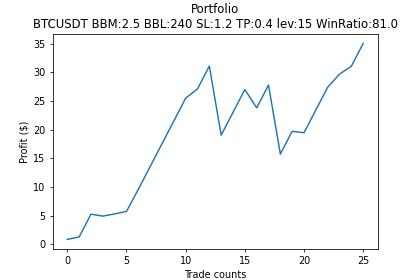 Portfolio
BTCUSDT BBM:2.5 BBL:240 SL:1.2 TP:0.4 lev:15 WinRatio:81.0
35
30
25
20
15
10
5
0
Profit ($)
0 5 10 15 20 25
Trade counts